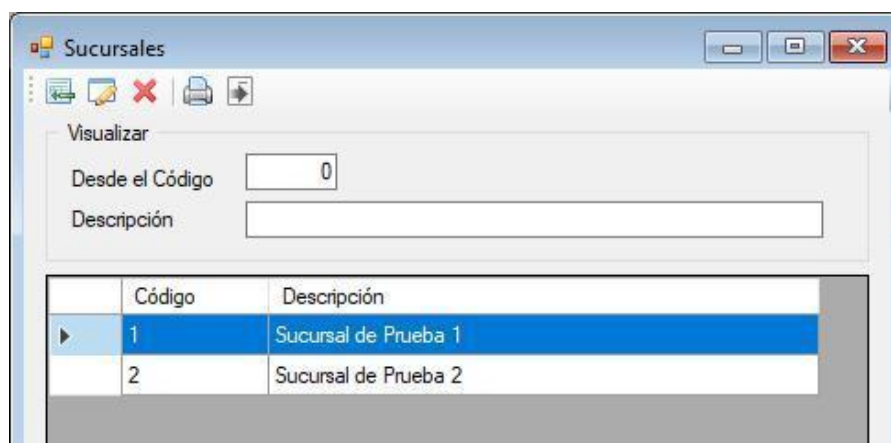 Sucursales
Visualizar
Desde el Código 0
Descripción
Código Descripción
1 Sucursal de Prueba 1
2 Sucursal de Prueba 2